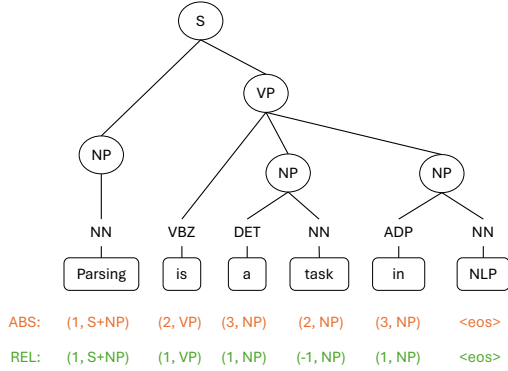 S
VP
NP
NP NP
NN VBZ DET NN ADP NN
Parsing is a task in NLP
ABS: (1, S+NP) (2, VP) (3, NP) (2, NP) (3, NP) <eos>
REL: (1, S+NP) (1, VP) (1, NP) (-1, NP) (1, NP) <eos>